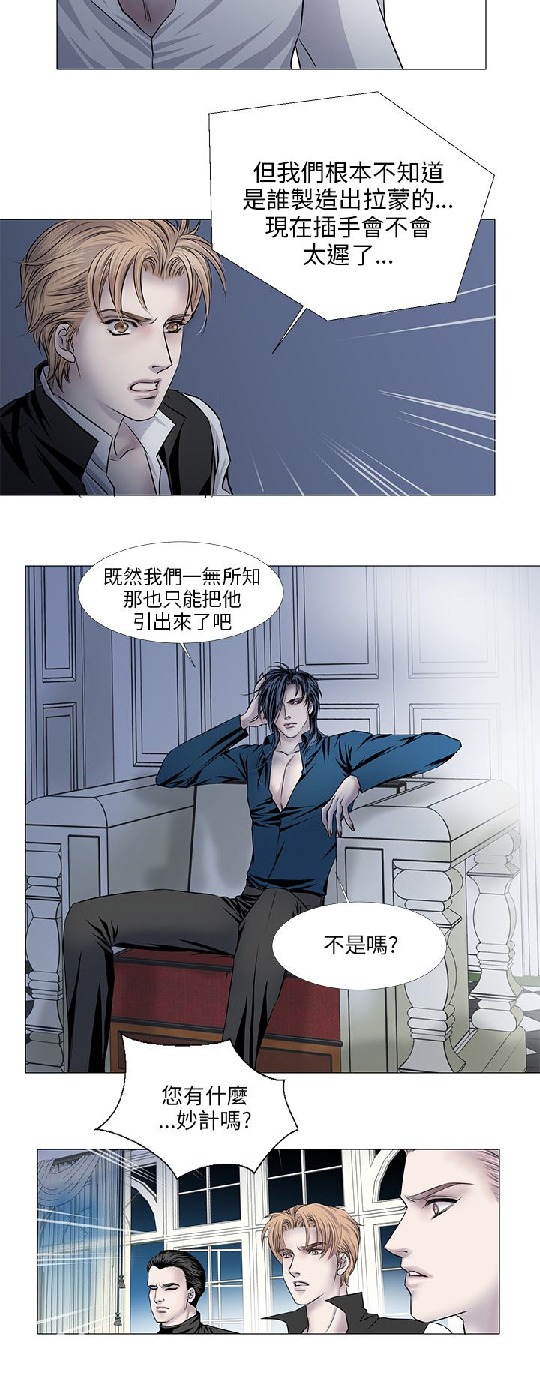 但我們根本不知道
是誰製造出拉蒙的...
現在插手會不會
太遲了...
既然我們一無所知
那也只能把他
引出來了吧
不是嗎?
您有什麼
...妙計嗎?